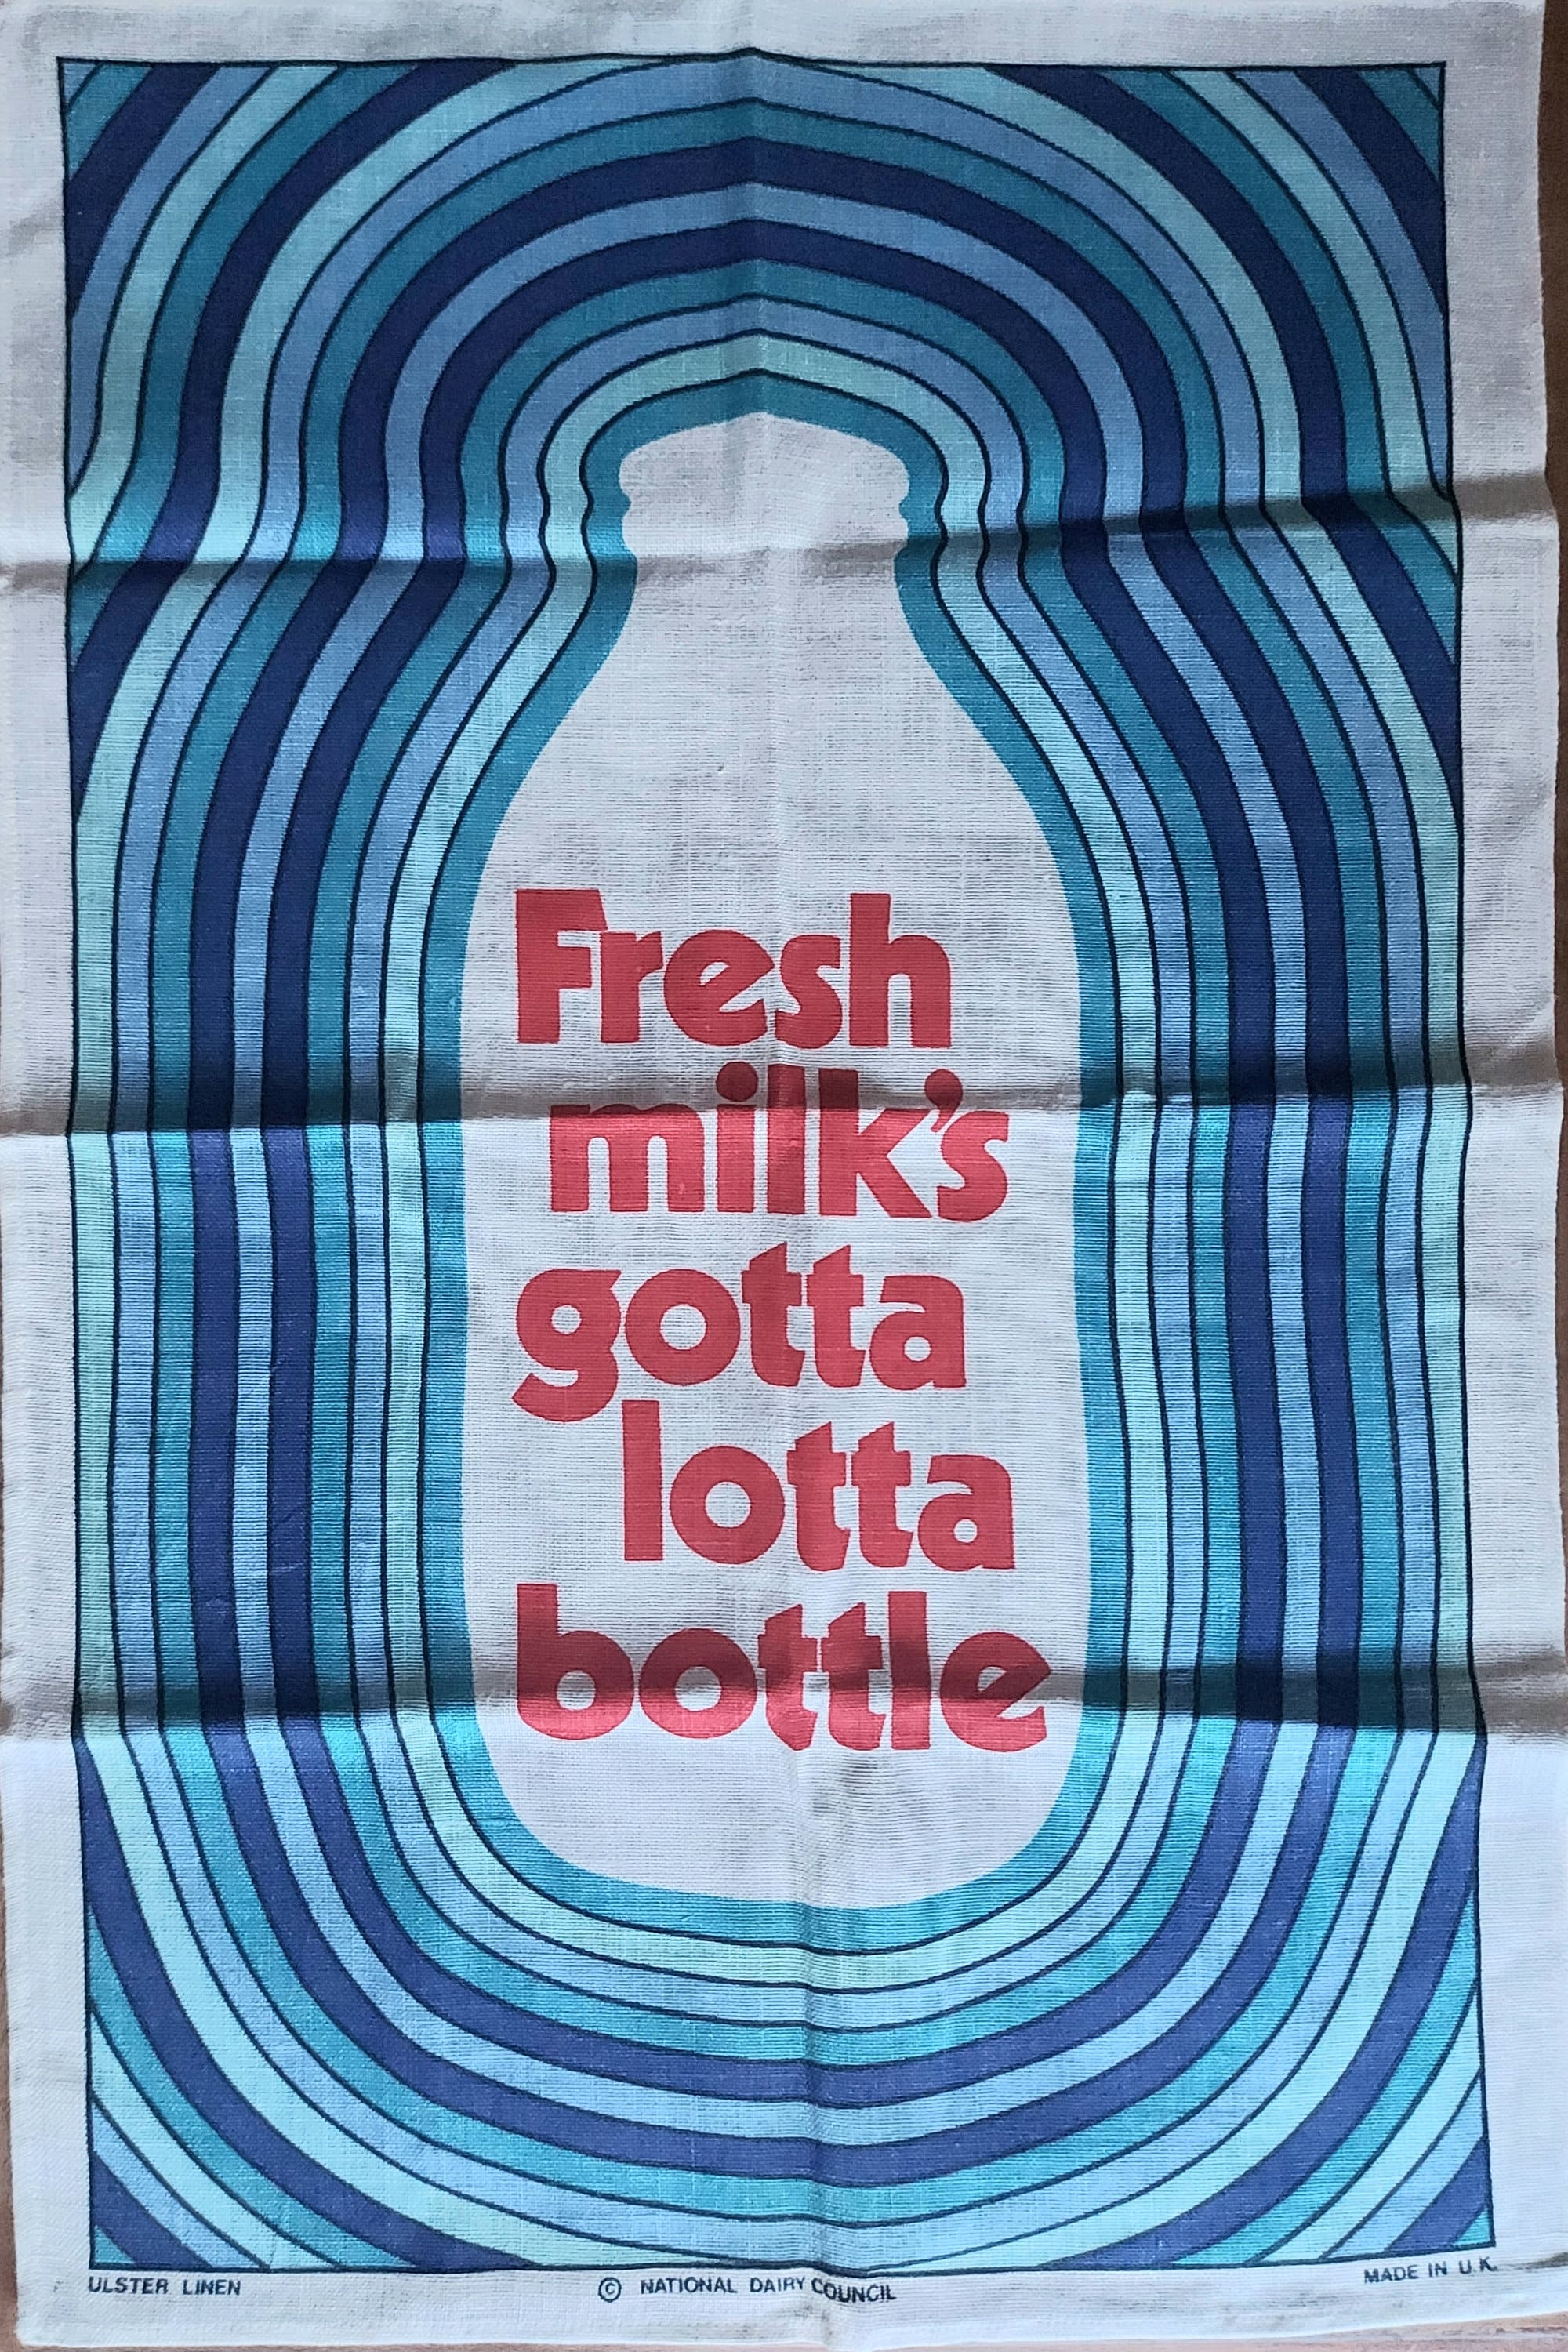 Fresh
milk's
gotta
lotta
bottle
ULSTER LINEN
© NATIONAL DAIRY COUNCIL
MADE IN U.K.